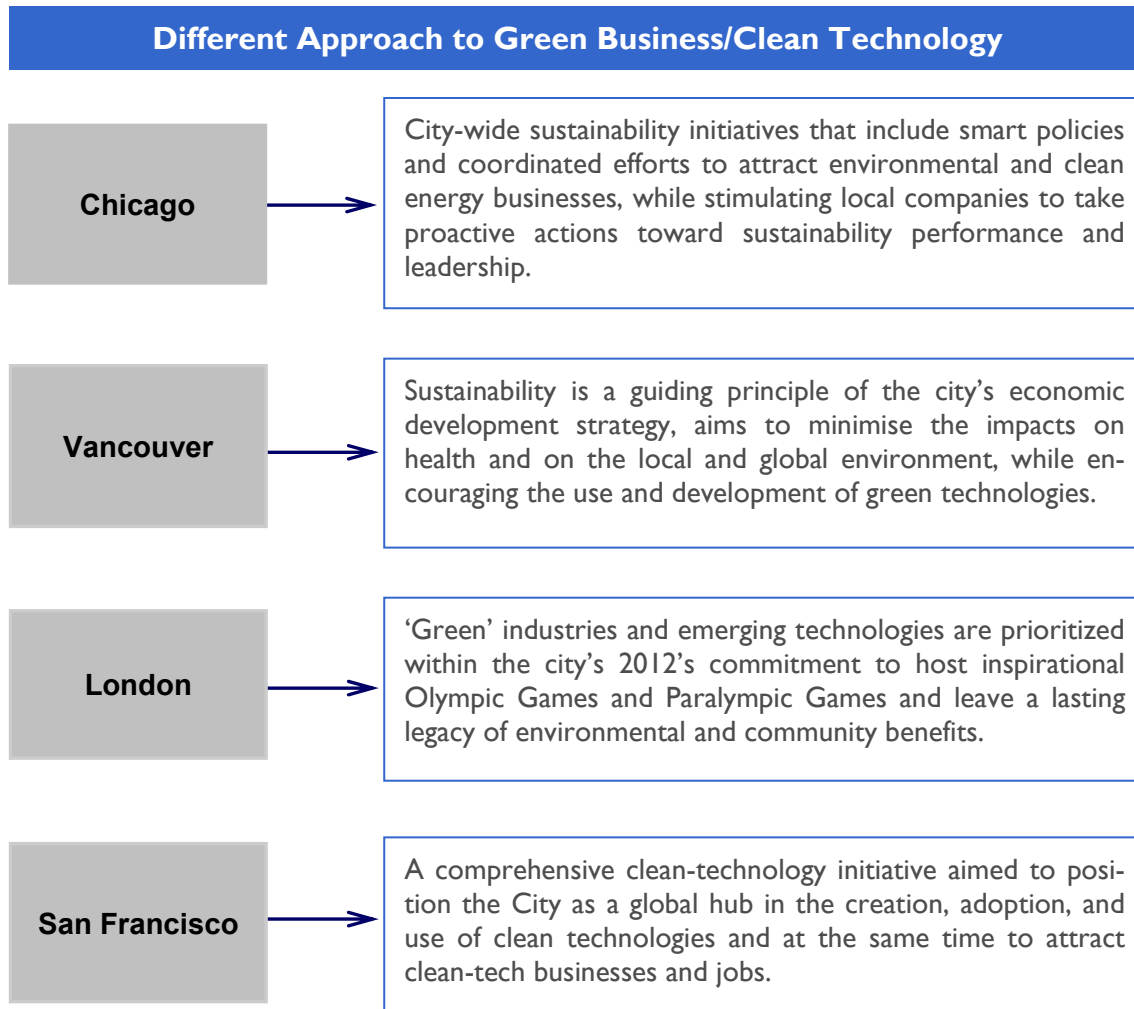 Different Approach to Green Business/Clean Technology
Chicago
City-wide sustainability initiatives that include smart policies
and coordinated efforts to attract environmental and clean
energy businesses, while stimulating local companies to take
proactive actions toward sustainability performance and
leadership.
Vancouver
Sustainability is a guiding principle of the city’s economic
development strategy, aims to minimise the impacts on
health and on the local and global environment, while en-
couraging the use and development of green technologies.
London
‘Green’ industries and emerging technologies are prioritized
within the city’s 2012’s commitment to host inspirational
Olympic Games and Paralympic Games and leave a lasting
legacy of environmental and community benefits.
San Francisco
A comprehensive clean-technology initiative aimed to posi-
tion the City as a global hub in the creation, adoption, and
use of clean technologies and at the same time to attract
clean-tech businesses and jobs.